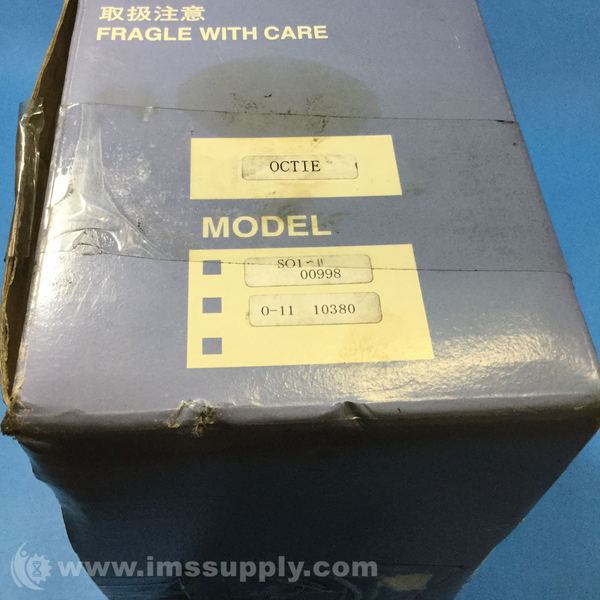 取扱注意
FRAGLE WITH CARE
OCTIE
MODEL
00998
0-11 10380
www.imssupply.com